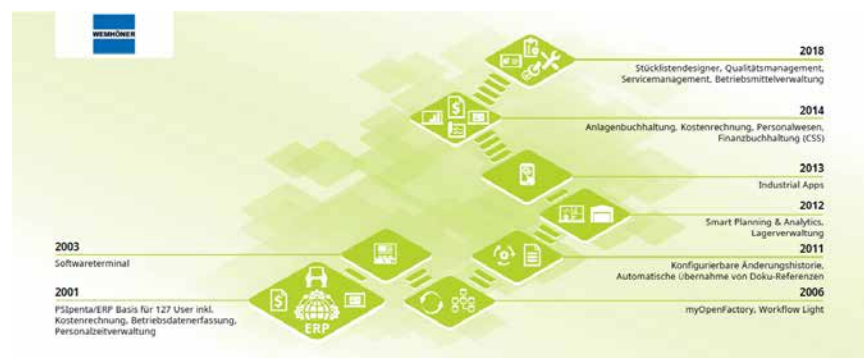 WEMHÖNER
2018
Stücklistendesigner, Qualitätsmanagement,
Servicemanagement, Betriebsmittelverwaltung
2014
Anlagenbuchhaltung, Kostenrechnung, Personalwesen,
Finanzbuchhaltung (CSS)
2013
Industrial Apps
2012
Smart Planning & Analytics,
Lagerverwaltung
2003
Softwareterminal
2011
Konfigurierbare Änderungshistorie,
Automatische Übernahme von Doku-Referenzen
2001
PSIpenta/ERP Basis für 127 User inkl.
Kostenrechnung, Betriebsdatenerfassung,
Personalzeitverwaltung
ERP
2006
myOpenFactory, Workflow Light